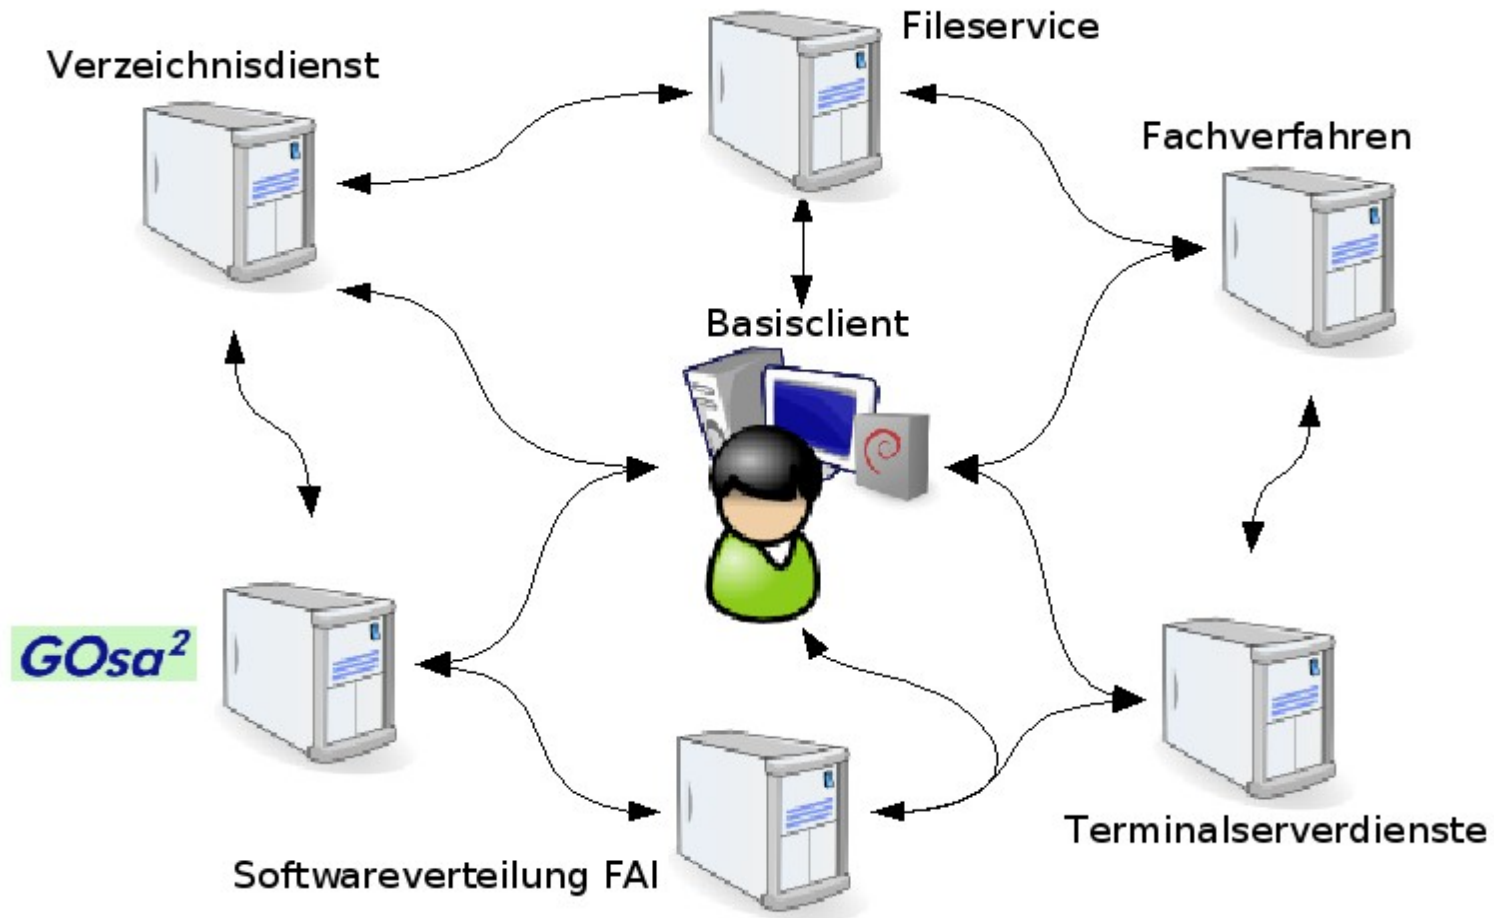 Fileservice
Verzeichnisdienst
Fachverfahren
Basisclient
GOsa²
Terminalserverdienste
Softwareverteilung FAI